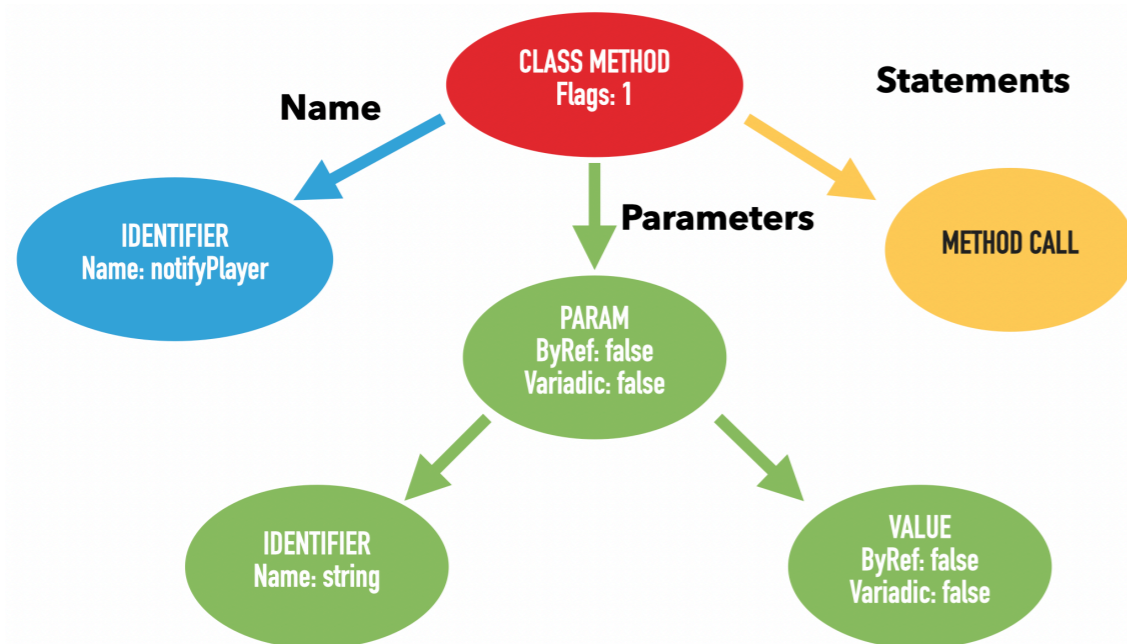 CLASS METHOD
Flags: 1
Statements
Name
IDENTIFIER
Name: notifyPlayer
Parameters
METHOD CALL
PARAM
ByRef: false
Variadic: false
IDENTIFIER
Name: string
VALUE
ByRef: false
Variadic: false